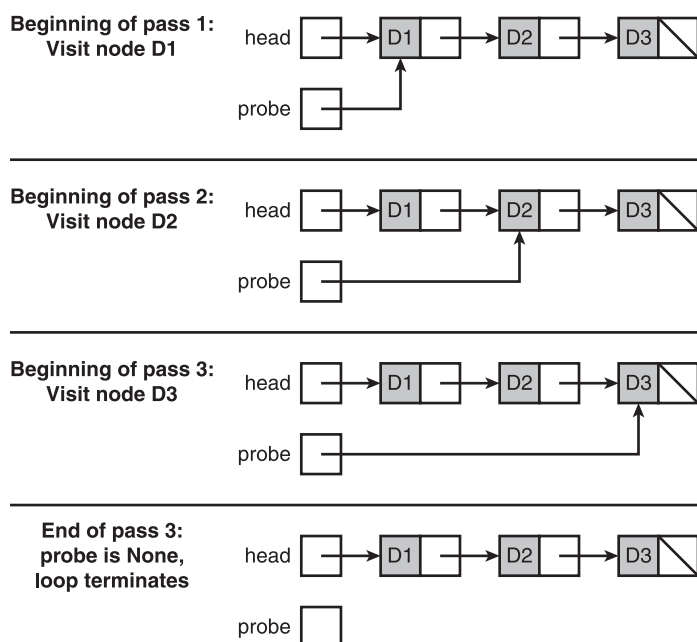 Beginning of pass 1:
Visit node D1
head D1 D2 D3
probe
Beginning of pass 2:
Visit node D2
head D1 D2 D3
probe
Beginning of pass 3:
Visit node D3
head D1 D2 D3
probe
End of pass 3:
probe is None,
loop terminates
head D1 D2 D3
probe